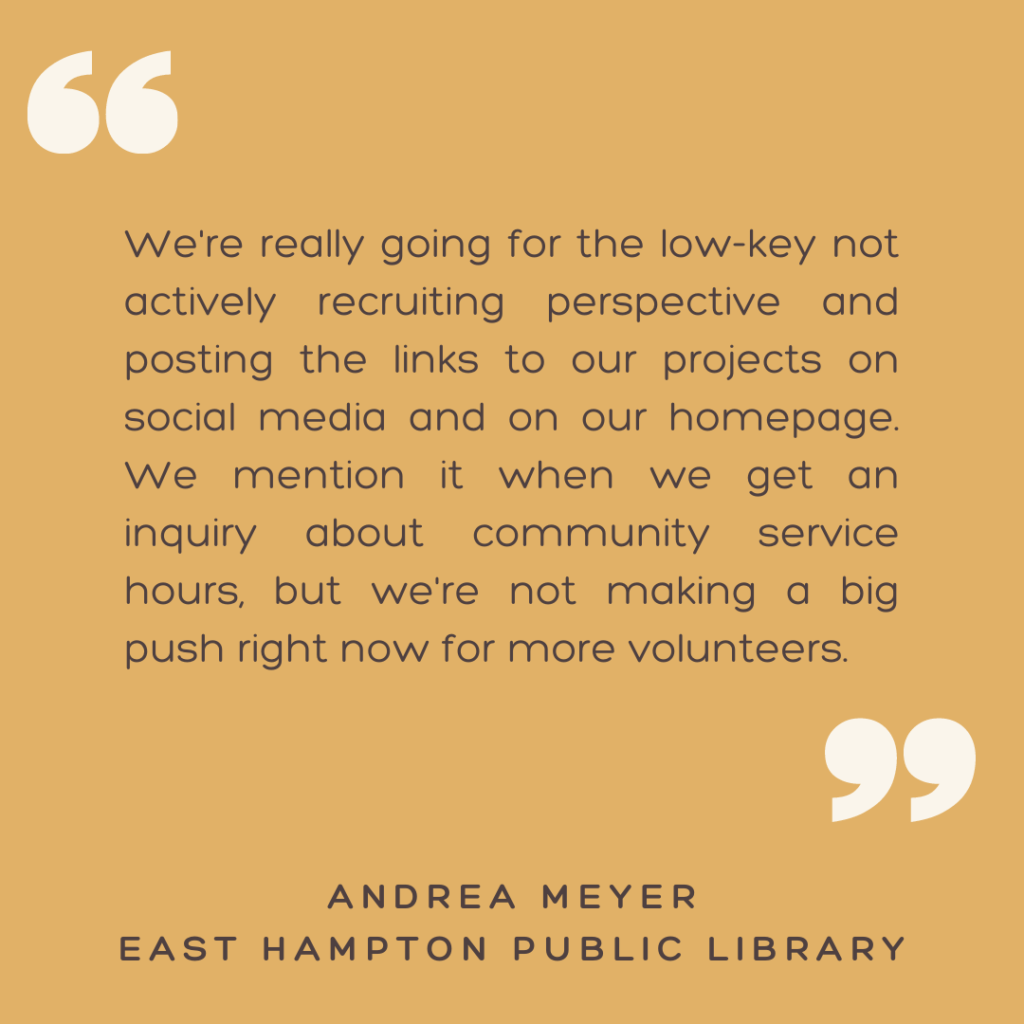 “
We're really going for the low-key not
actively recruiting perspective and
posting the links to our projects on
social media and on our homepage.
We mention it when we get an
inquiry about community service
hours, but we're not making a big
push right now for more volunteers.
”
ANDREA MEYER
EAST HAMPTON PUBLIC LIBRARY